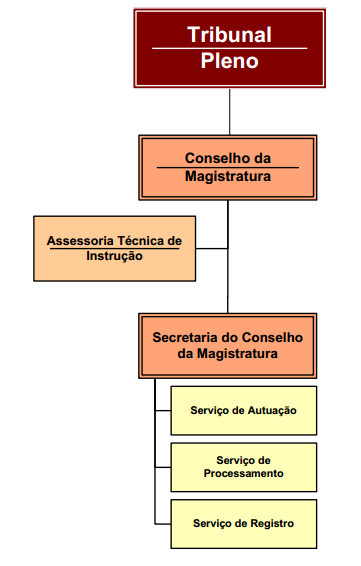 Tribunal
Pleno
Conselho da
Magistratura
Assessoria Técnica de
Instrução
Secretaria do Conselho
da Magistratura
Serviço de Autuação
Serviço de
Processamento
Serviço de Registro